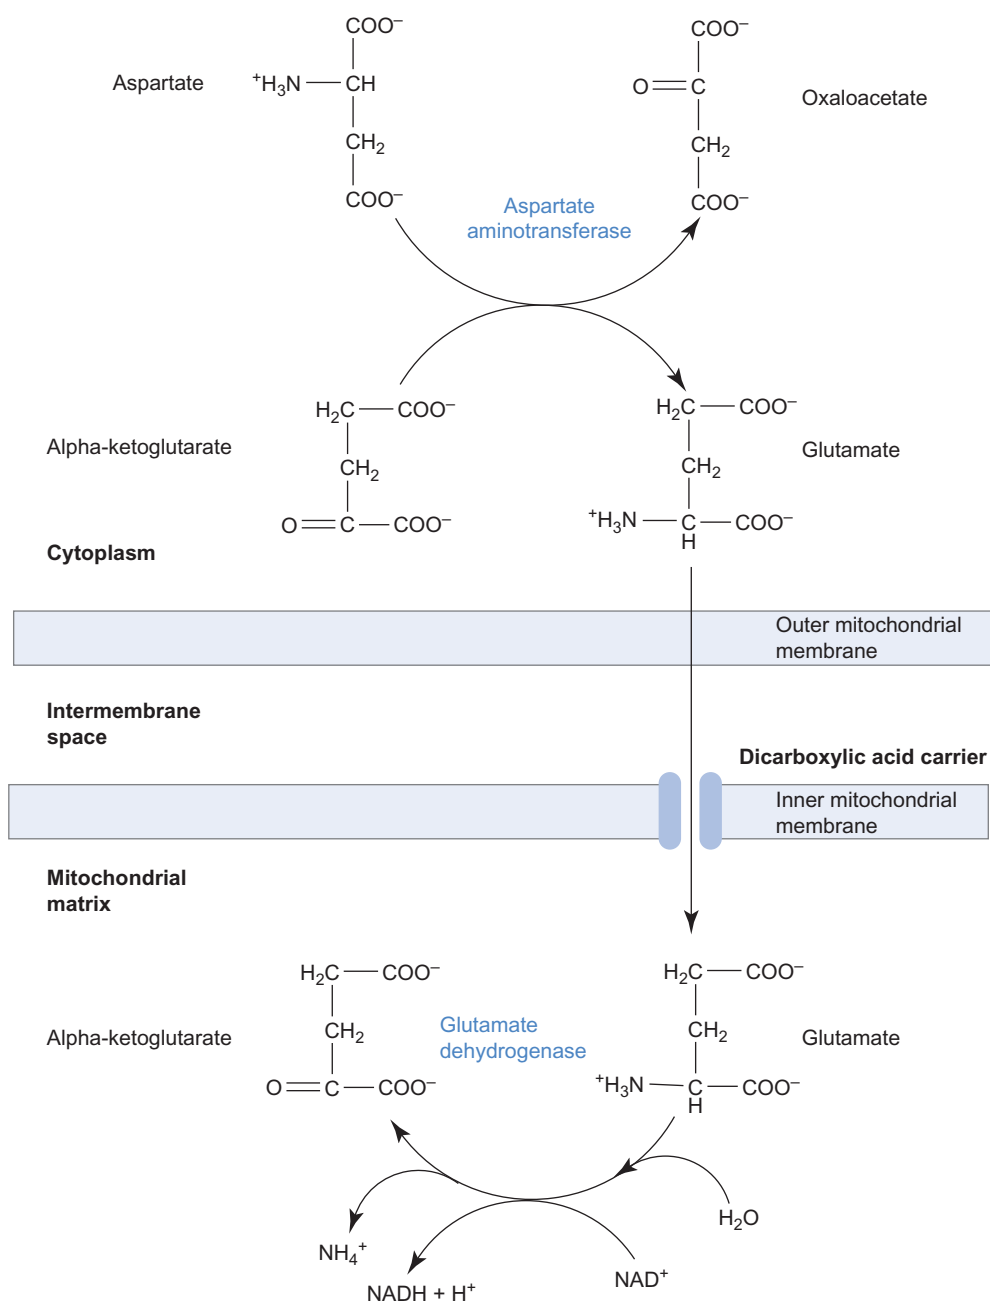 COO⁻
Aspartate
⁺H₃N
CH
CH₂
COO⁻
COO⁻
O
C
Oxaloacetate
CH₂
COO⁻
Aspartate
aminotransferase
H₂C
COO⁻
Alpha-ketoglutarate
CH₂
O
C
COO⁻
H₂C
COO⁻
Glutamate
CH₂
⁺H₃N
C
COO⁻
H
Cytoplasm
Outer mitochondrial
membrane
Intermembrane
space
Dicarboxylic acid carrier
Inner mitochondrial
membrane
Mitochondrial
matrix
H₂C
COO⁻
Alpha-ketoglutarate
CH₂
O
C
COO⁻
Glutamate
dehydrogenase
H₂C
COO⁻
CH₂
Glutamate
⁺H₃N
C
COO⁻
H
H₂O
NH₄⁺
NADH + H⁺
NAD⁺